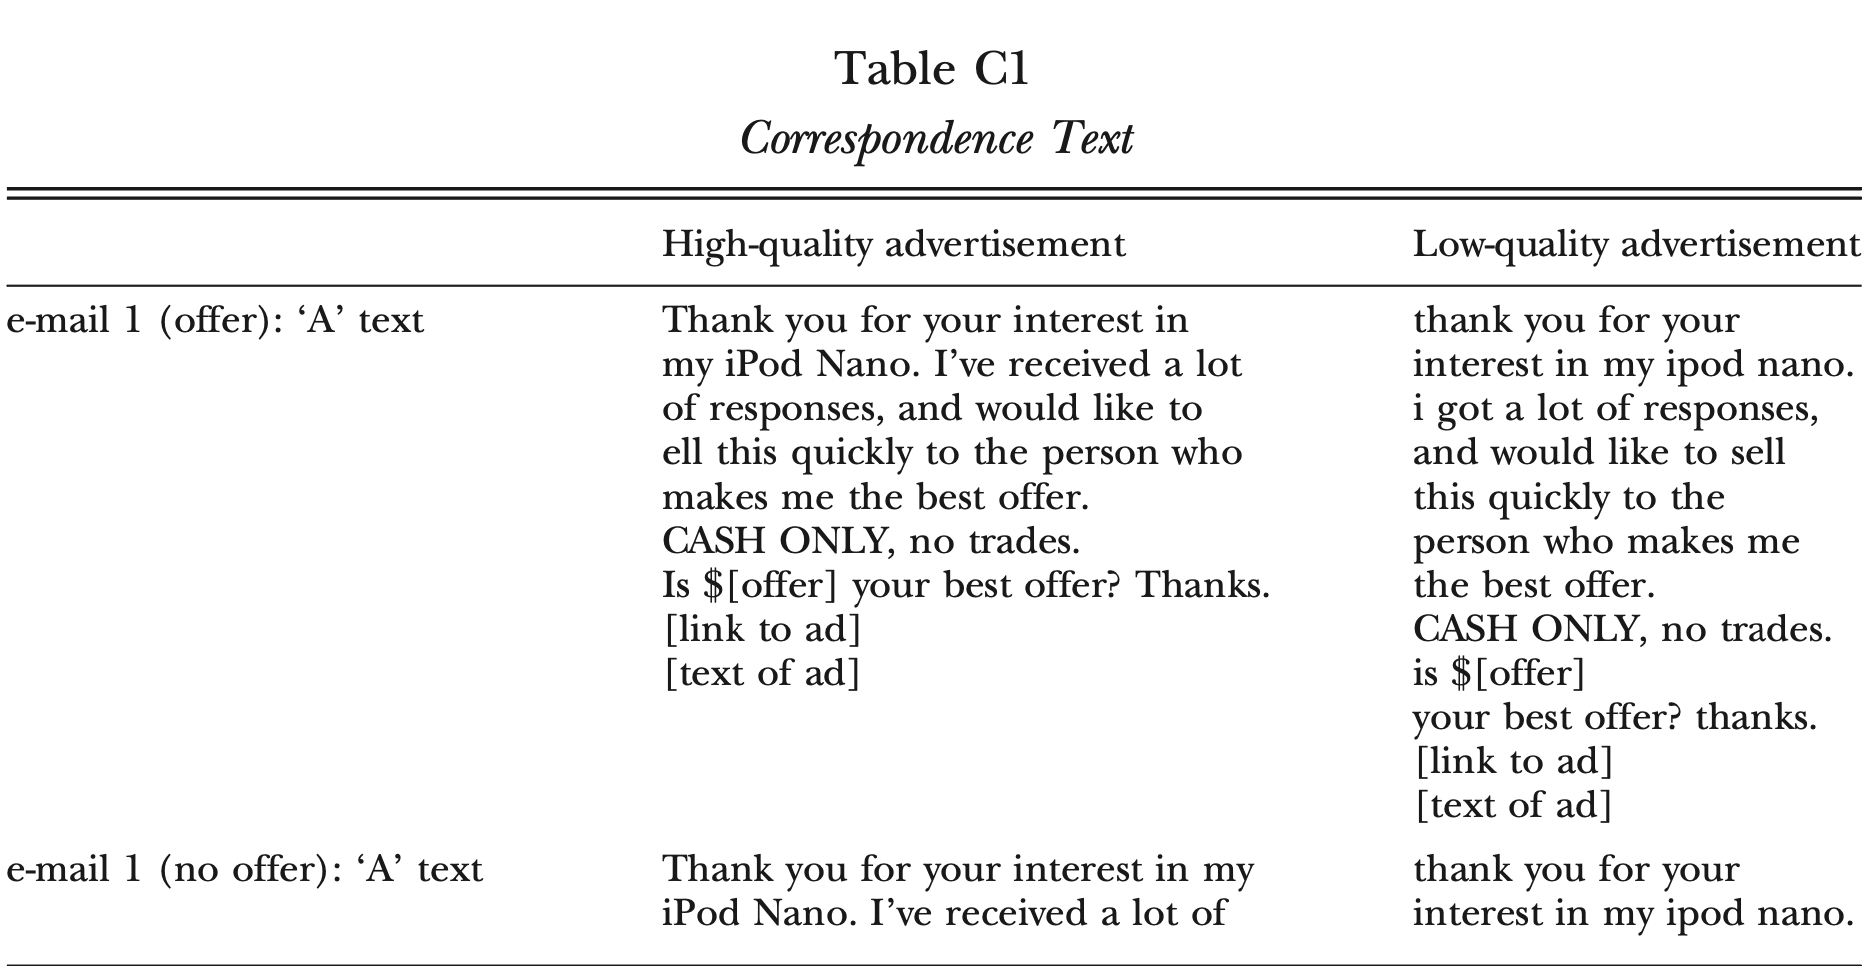 Table C1
Correspondence Text
High-quality advertisement Low-quality advertisement
e-mail 1 (offer): ‘A’ text
Thank you for your interest in
my iPod Nano. I’ve received a lot
of responses, and would like to
ell this quickly to the person who
makes me the best offer.
CASH ONLY, no trades.
Is $[offer] your best offer? Thanks.
[link to ad]
[text of ad]
thank you for your
interest in my ipod nano.
i got a lot of responses,
and would like to sell
this quickly to the
person who makes me
the best offer.
CASH ONLY, no trades.
is $[offer]
your best offer? thanks.
[link to ad]
[text of ad]
e-mail 1 (no offer): ‘A’ text
Thank you for your interest in my
iPod Nano. I’ve received a lot of
thank you for your
interest in my ipod nano.